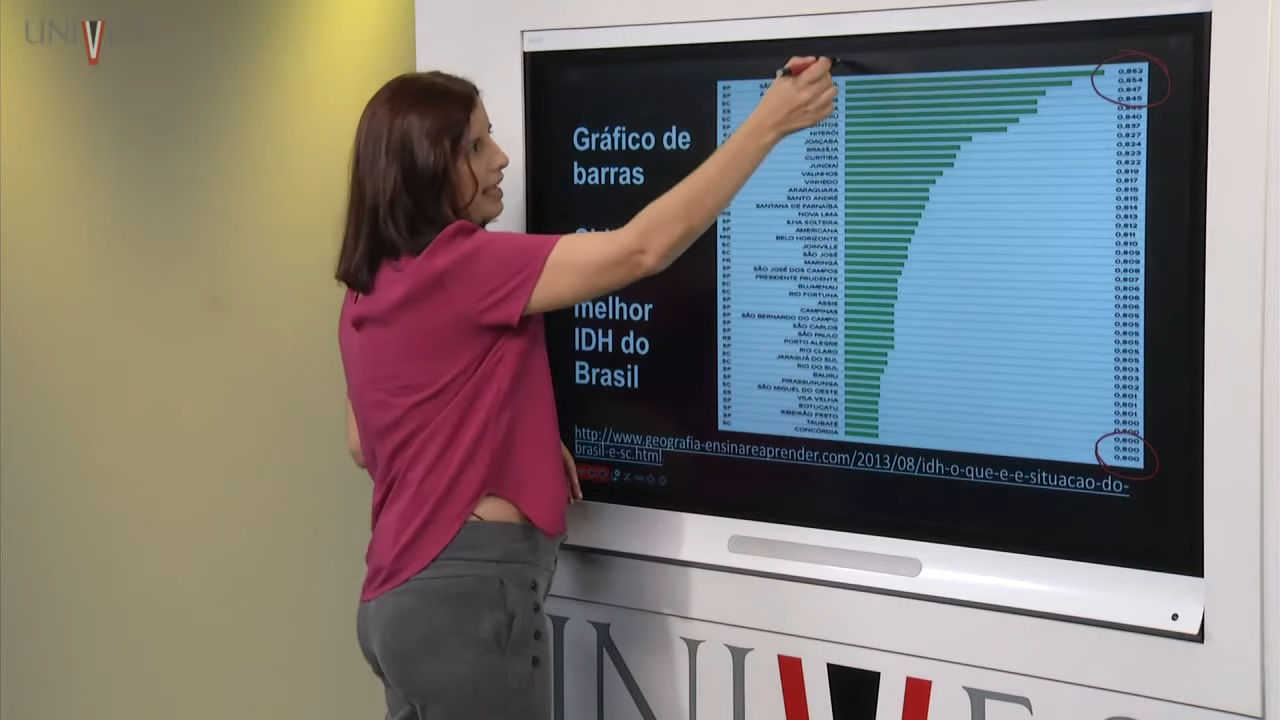 UNIV
Gráfico de
barras
melhor
IDH do
Brasil
NITERÓI
JOAÇABA
BRASÍLIA
CURITIBA
JUNDIAÍ
VALINHOS
VINHEDO
ARARAQUARA
SANTO ANDRÉ
SANTANA DE PARNAÍBA
NOVA LIMA
ILHA SOLTEIRA
AMERICANA
BELO HORIZONTE
JOINVILLE
SÃO JOSÉ
MARINGÁ
SÃO JOSÉ DOS CAMPOS
PRESIDENTE PRUDENTE
BLUMENAU
RIO FORTUNA
ASSIS
CAMPINAS
SÃO BERNARDO DO CAMPO
SÃO CARLOS
SÃO PAULO
PORTO ALEGRE
RIO CLARO
JARAGUÁ DO SUL
RIO DO SUL
BAURU
PIRASSUNUNGA
SÃO MIGUEL DO OESTE
VILA VELHA
BOTUCATU
RIBEIRÃO PRETO
TAUBATÉ
CONCÓRDIA
0,862
0,854
0,847
0,845
0,845
0,840
0,837
0,827
0,824
0,823
0,822
0,819
0,817
0,815
0,815
0,814
0,813
0,812
0,811
0,810
0,809
0,809
0,808
0,807
0,806
0,806
0,806
0,805
0,805
0,805
0,805
0,805
0,803
0,803
0,802
0,801
0,801
0,801
0,800
0,800
0,800
0,800
http://www.geografia-ensinareaprender.com/2013/08/idh-o-que-e-e-situacao-do-
brasil-e-sc.html
UNIVES